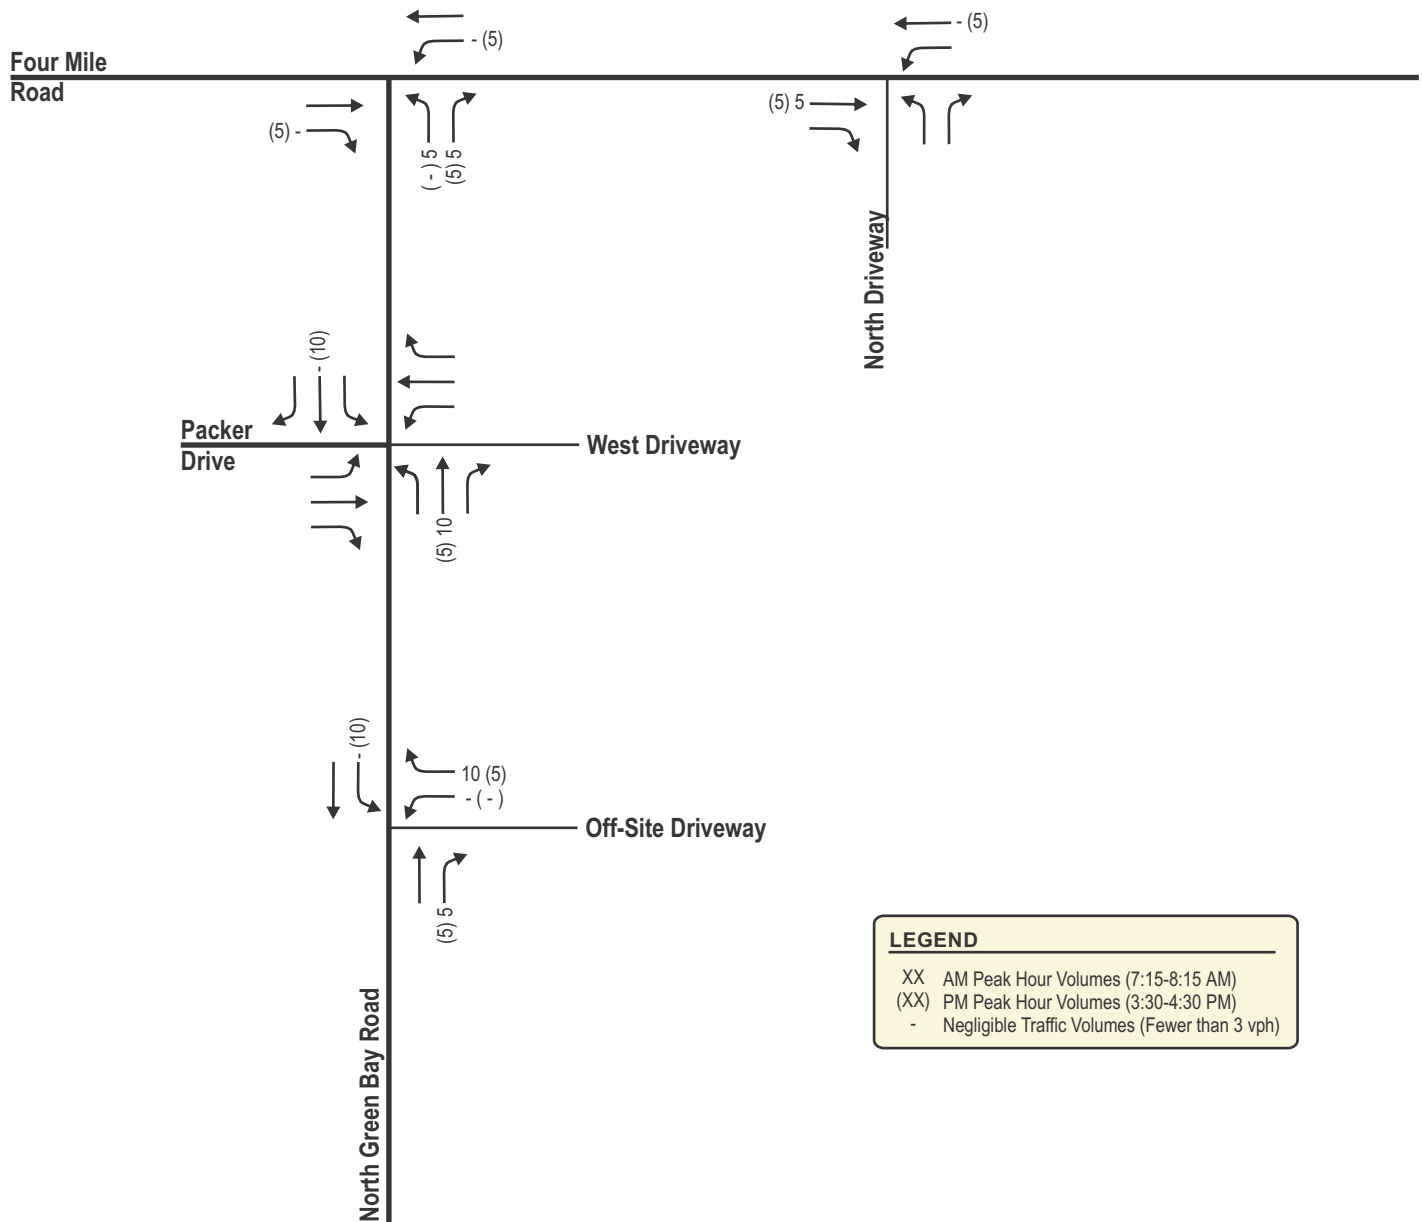 - (5)
- (5)
Four Mile
Road
(5) 5
(5) -
( - ) 5
(5) 5
North Driveway
- (10)
Packer
Drive
West Driveway
(5) 10
- (10)
10 (5)
- ( - )
Off-Site Driveway
(5) 5
LEGEND
XX AM Peak Hour Volumes (7:15-8:15 AM)
(XX) PM Peak Hour Volumes (3:30-4:30 PM)
- Negligible Traffic Volumes (Fewer than 3 vph)
North Green Bay Road